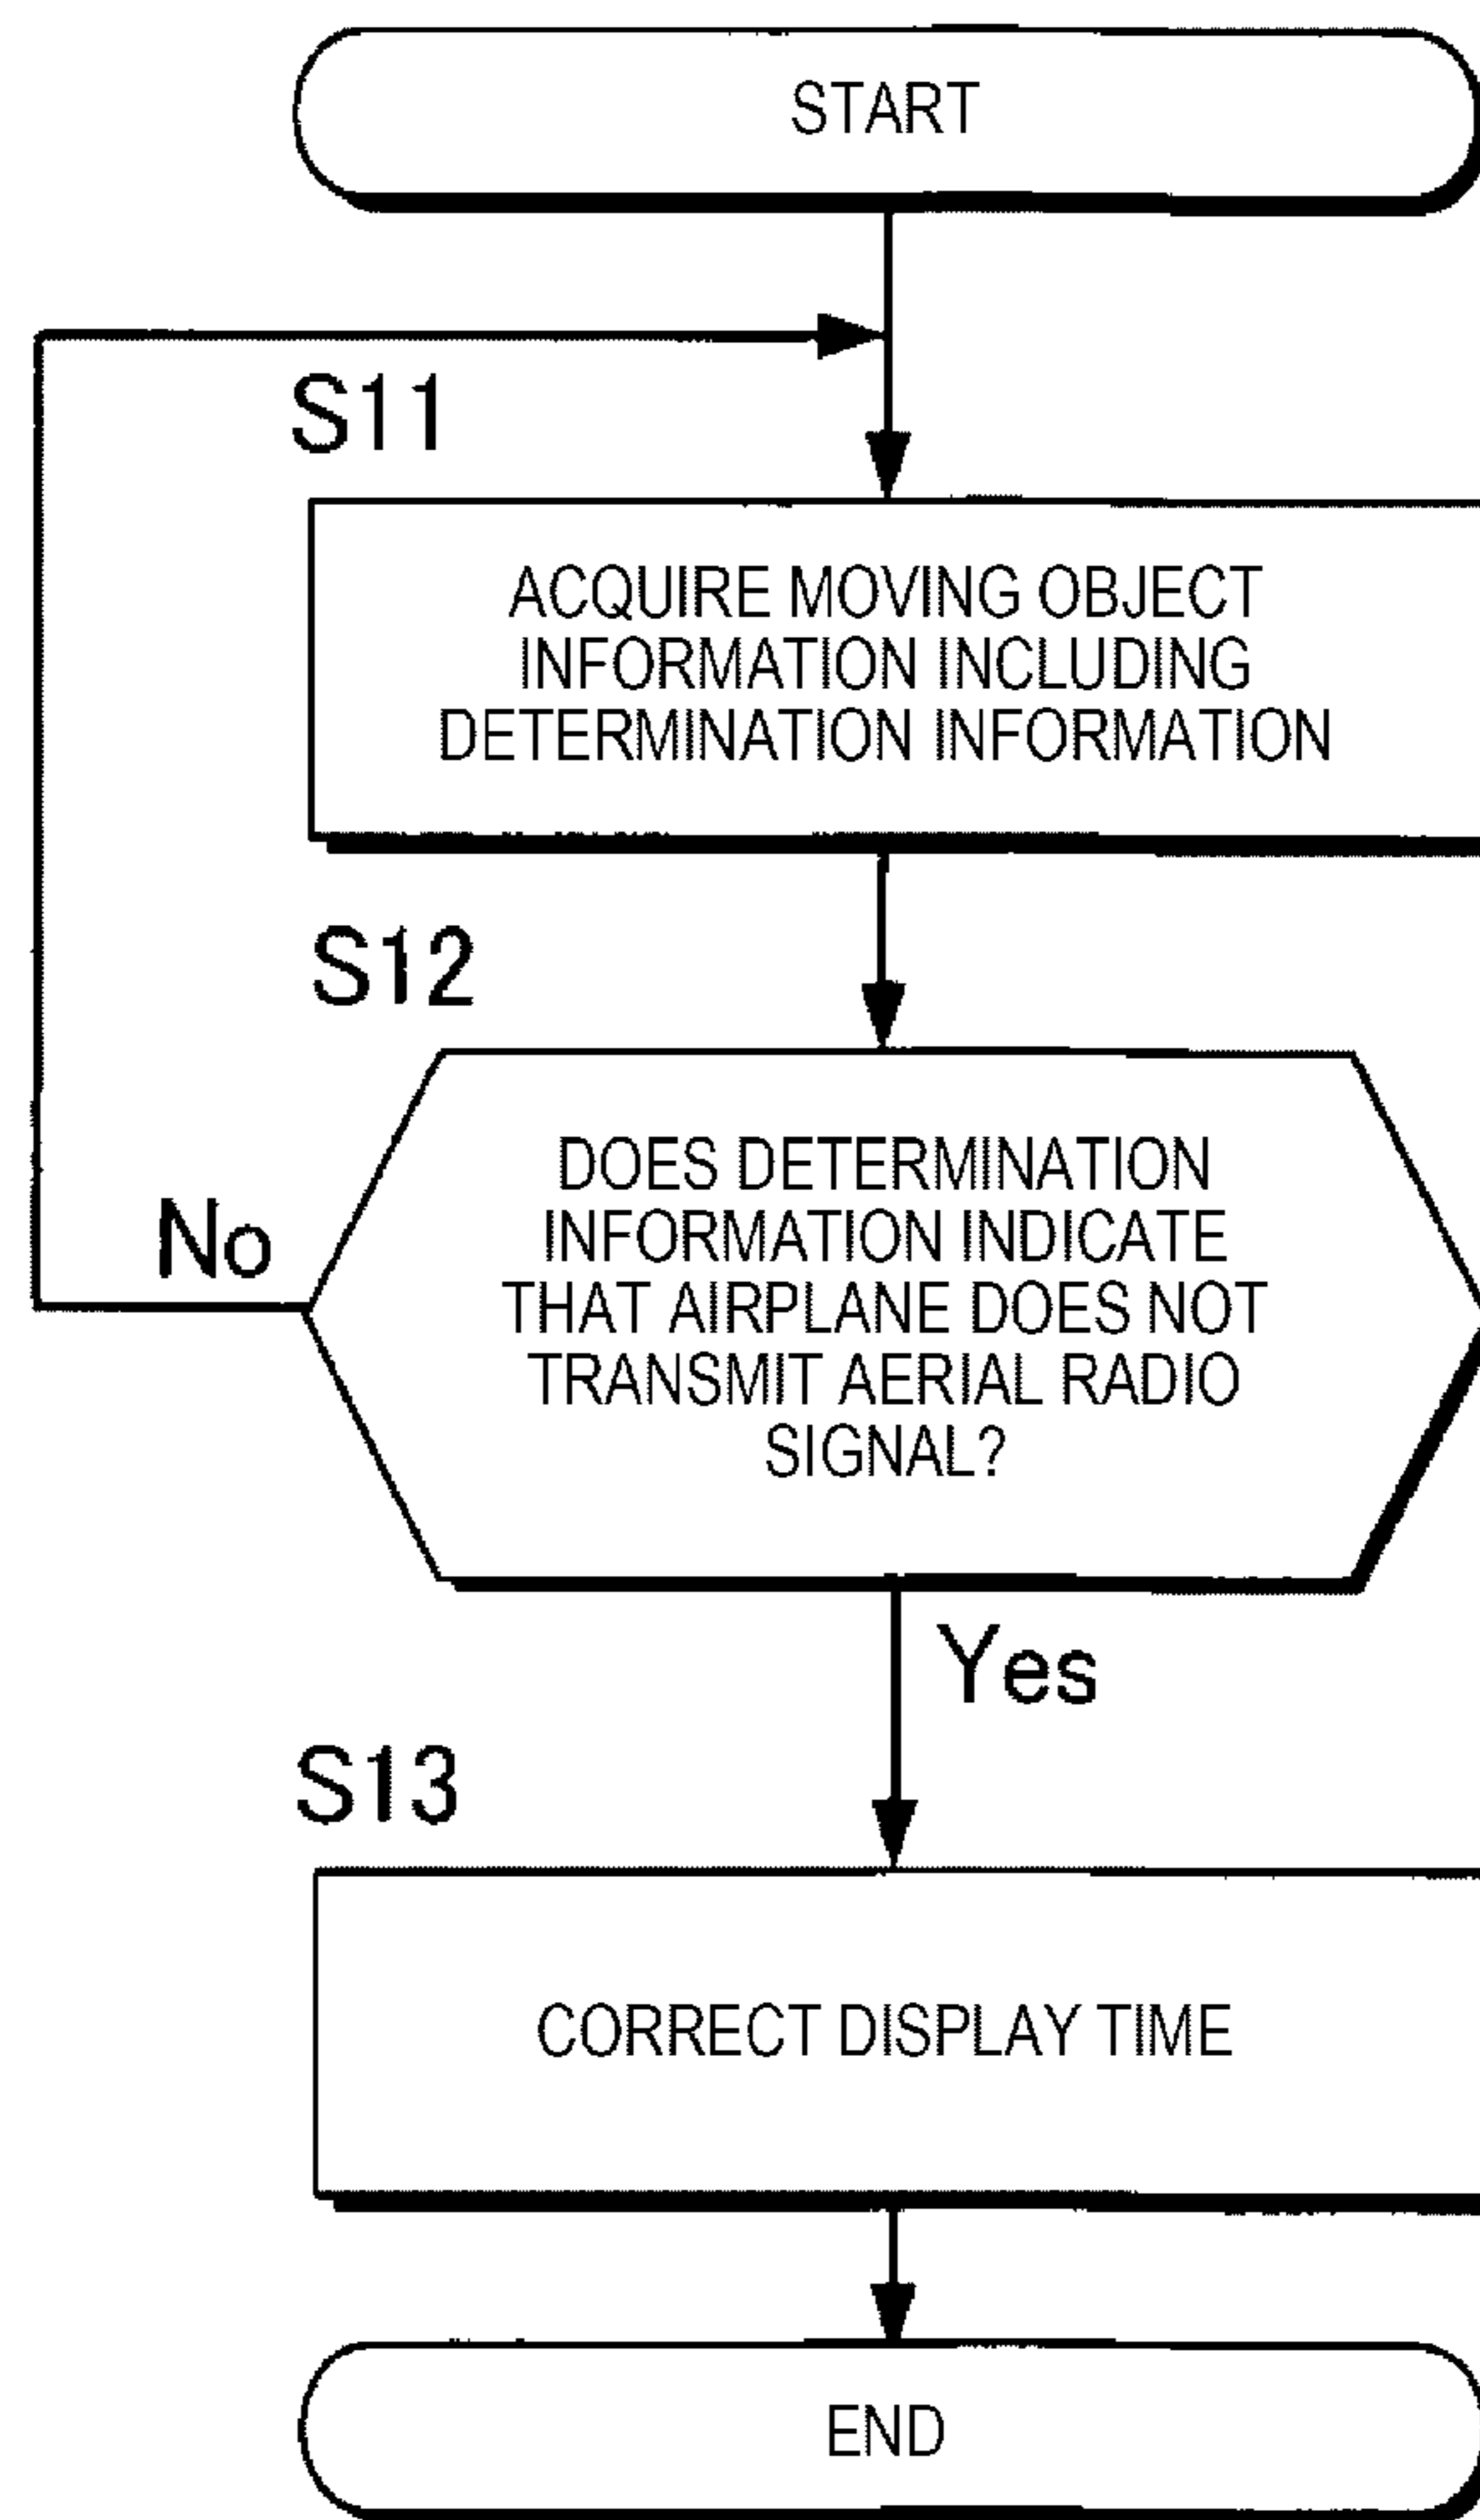 START
S11
ACQUIRE MOVING OBJECT
INFORMATION INCLUDING
DETERMINATION INFORMATION
S12
DOES DETERMINATION
INFORMATION INDICATE
THAT AIRPLANE DOES NOT
TRANSMIT AERIAL RADIO
SIGNAL?
No
Yes
S13
CORRECT DISPLAY TIME
END